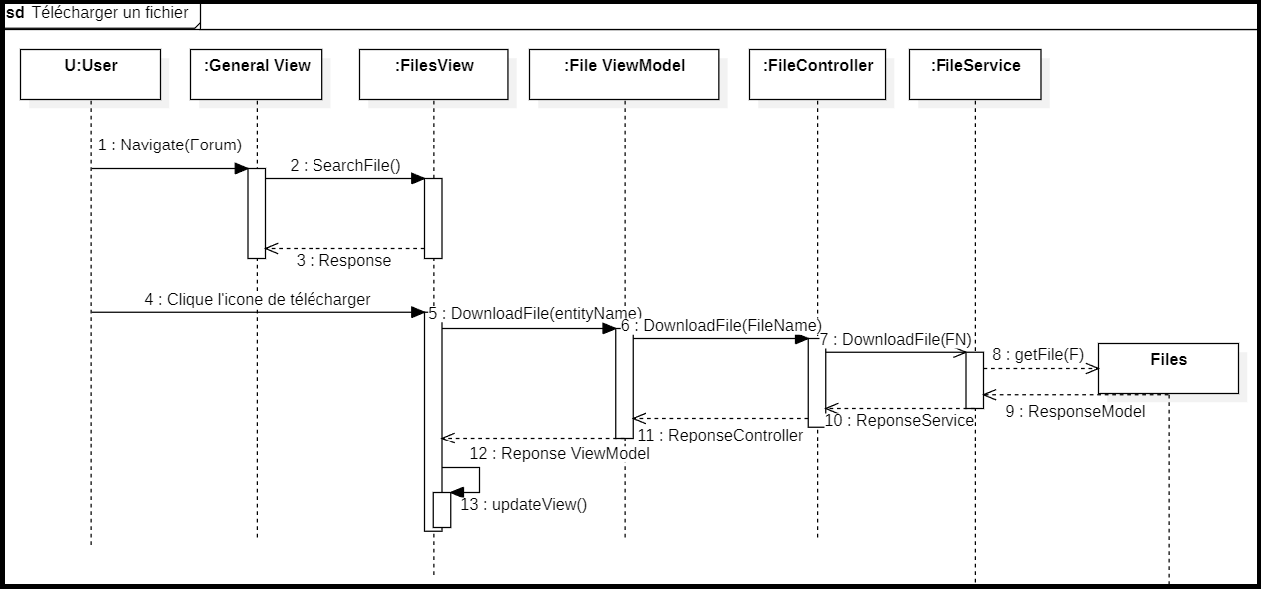 sd Télécharger un fichier
U:User
:General View
:FilesView
:File ViewModel
:FileController
:FileService
1 : Navigate(Forum)
2 : SearchFile()
3 : Response
4 : Clique l'icone de télécharger
5 : DownloadFile(entityName)
6 : DownloadFile(FileName)
7 : DownloadFile(FN)
8 : getFile(F)
Files
9 : ResponseModel
10 : ReponseService
11 : ReponseController
12 : Reponse ViewModel
13 : updateView()